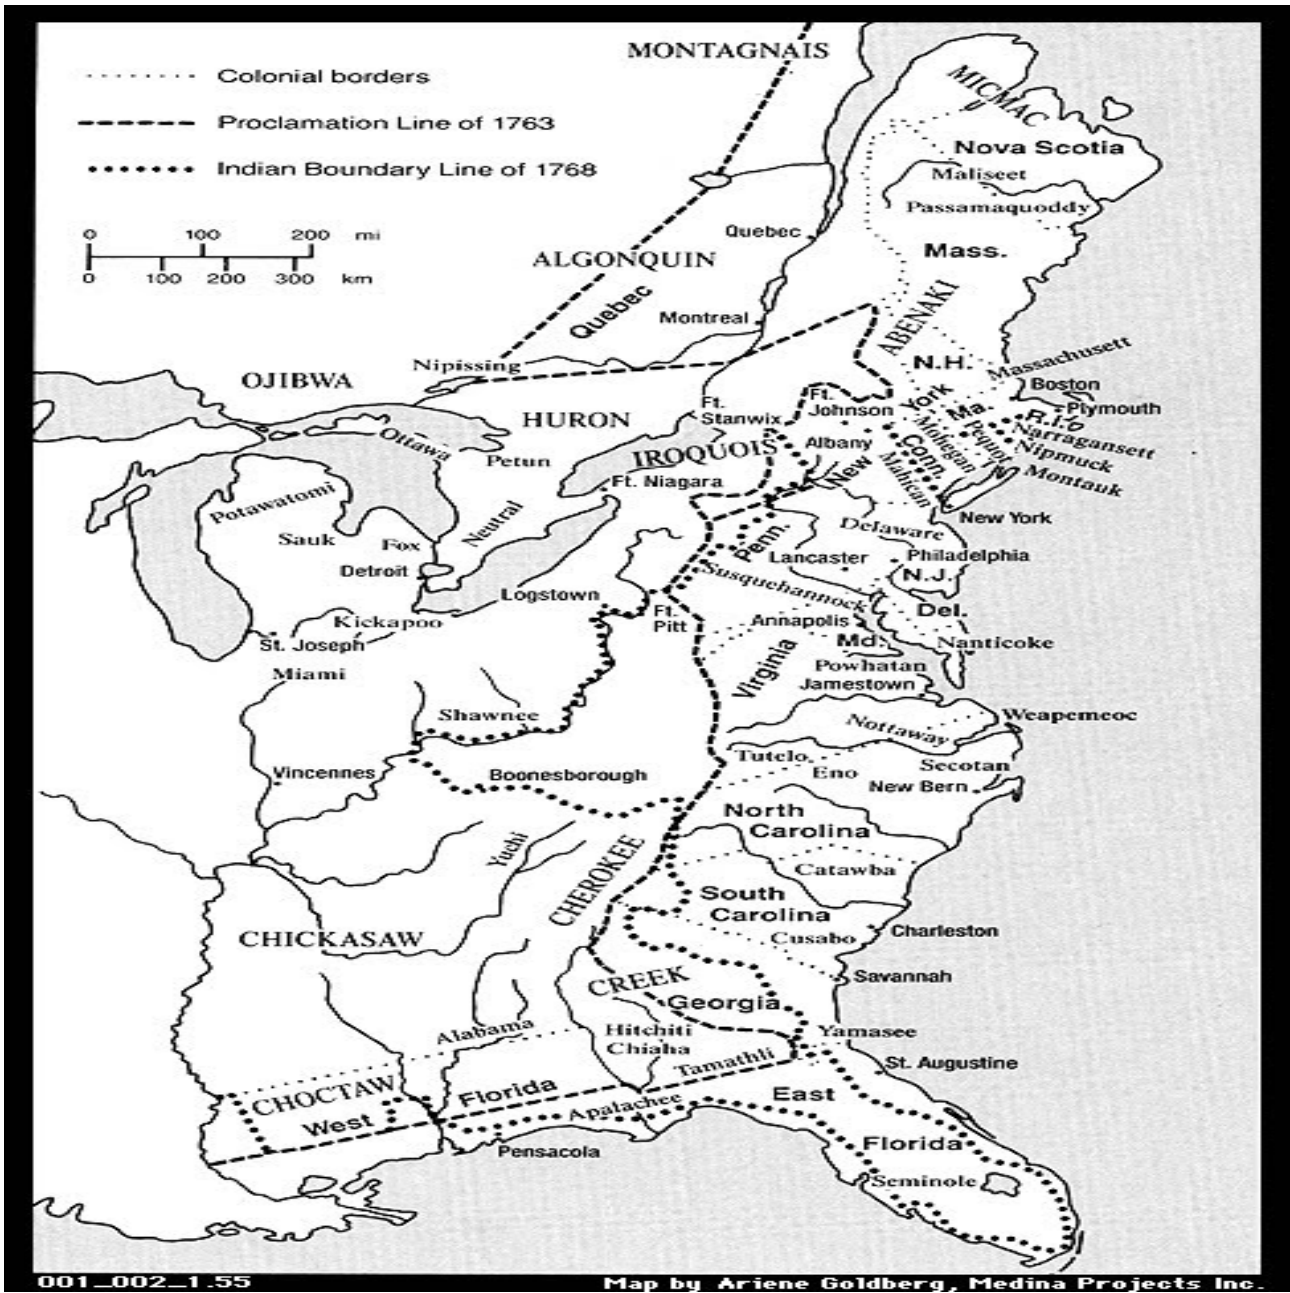 MONTAGNAIS
Colonial borders
Proclamation Line of 1763
Indian Boundary Line of 1768
0 100 200 mi
0 100 200 300 km
MICMAC
Nova Scotia
Maliseet
Passamaquoddy
Quebec
Mass.
ALGONQUIN
Quebec
Montreal
ABENAKI
Nipissing
N.H.
Massachusett
OJIBWA
Boston
HURON
Ft.
Stanwix
Ft.
Johnson
York
Ma.
Plymouth
R.I.
Ottawa
Petun
IROQUOIS
Albany
New
Conn.
Mohegan
Pequot
Narragansett
Nipmuck
Montauk
Mahican
Ft. Niagara
Potawatomi
Neutral
New York
Sauk
Fox
Penn.
Delaware
Detroit
Lancaster
Philadelphia
N.J.
Susquehannock
Logstown
Ft.
Pitt
Del.
Kickapoo
Annapolis
Md.
Nanticoke
St. Joseph
Virginia
Powhatan
Miami
Jamestown
Shawnee
Nottaway
Weapemeoc
Tutelo
Secotan
Vincennes
Boonesborough
Eno
New Bern
North
Carolina
Yuchi
CHEROKEE
Catawba
South
Carolina
CHICKASAW
Cusabo
Charleston
CREEK
Savannah
Georgia
Alabama
Hitchiti
Chiaha
Yamasee
Tamathli
St. Augustine
CHOCTAW
Florida
East
West
Apalachee
Florida
Pensacola
Seminole
001_002_1.55
Map by Ariene Goldberg, Medina Projects Inc.